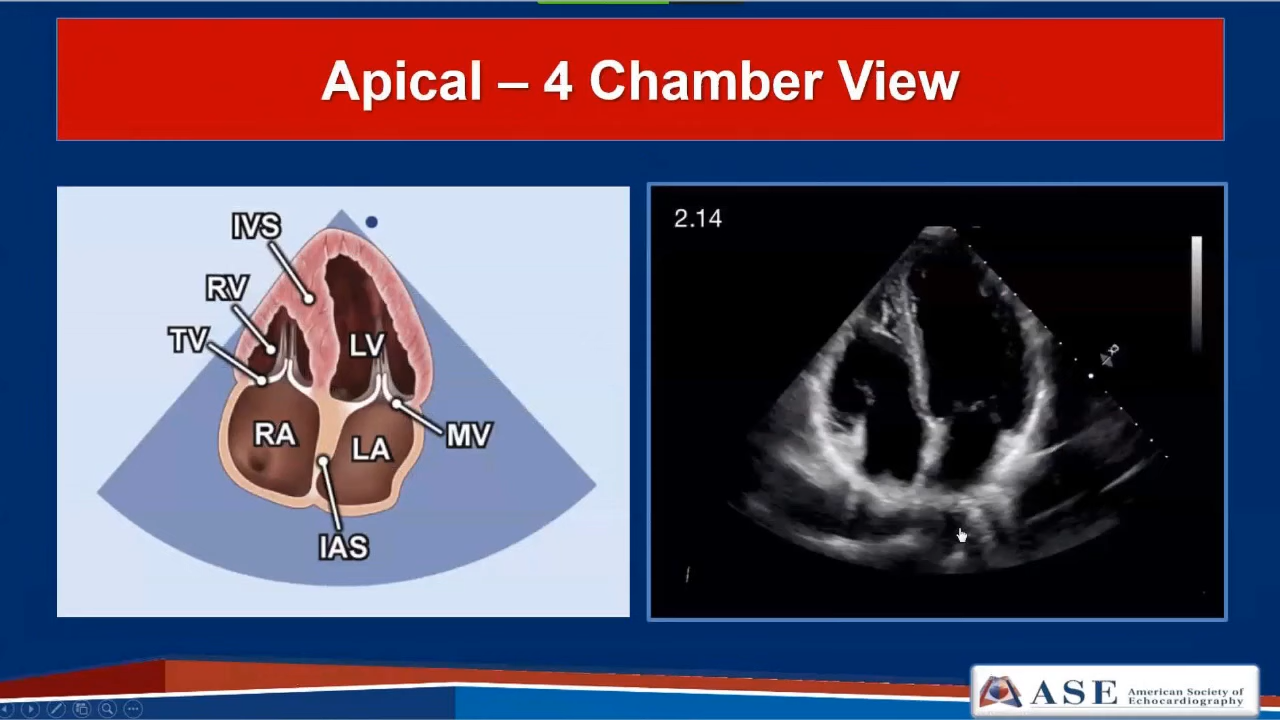 Apical – 4 Chamber View
IVS
RV
TV
LV
RA
LA
MV
IAS
2.14
ASE American Society of
Echocardiography